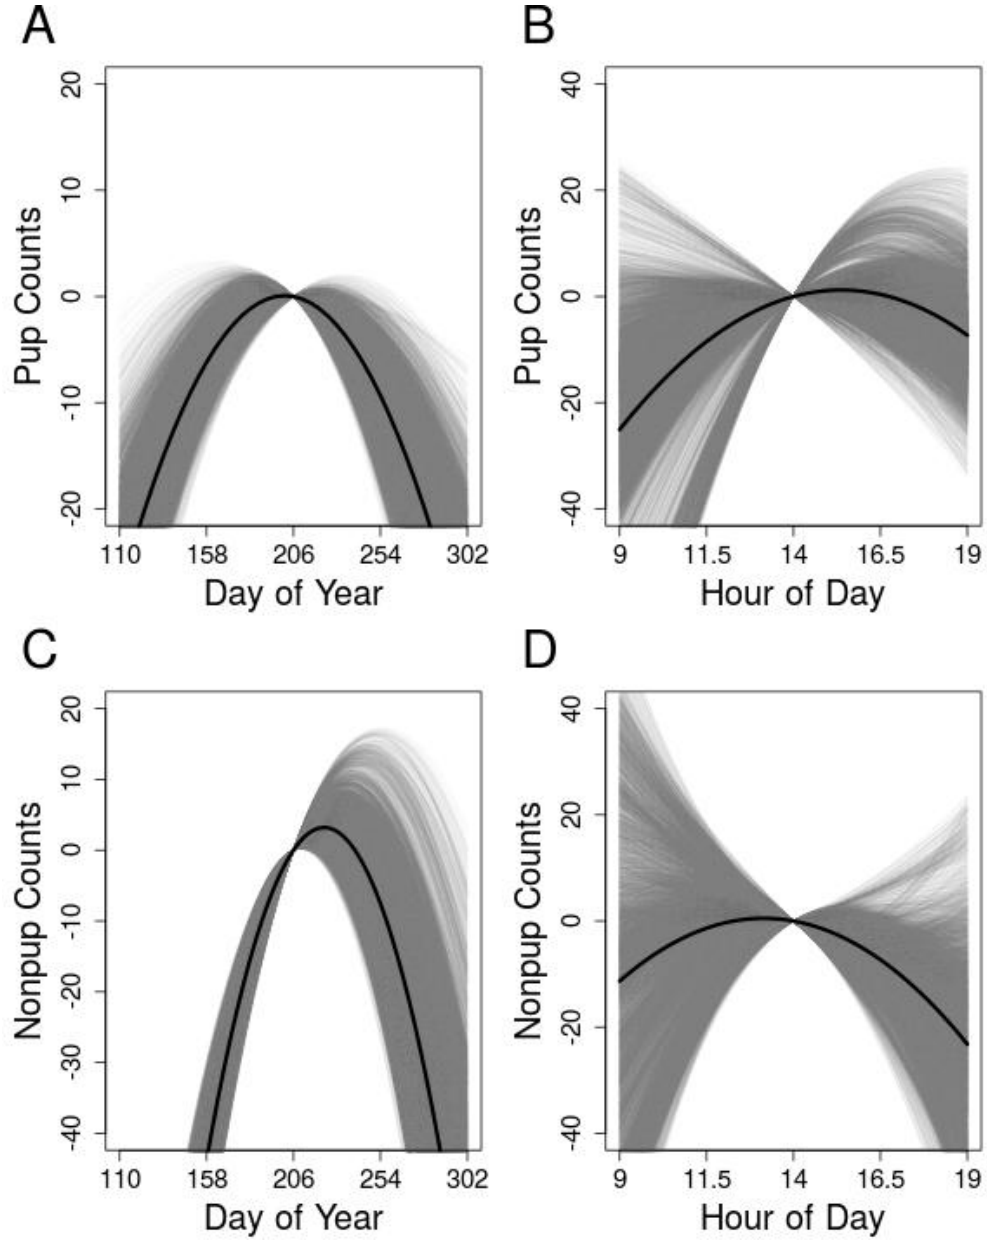 A
20
10
0
-10
-20
Pup Counts
110 158 206 254 302
Day of Year
B
40
20
0
-20
-40
Pup Counts
9 11.5 14 16.5 19
Hour of Day
C
20
10
0
-10
-20
-30
-40
Nonpup Counts
110 158 206 254 302
Day of Year
D
40
20
0
-20
-40
Nonpup Counts
9 11.5 14 16.5 19
Hour of Day